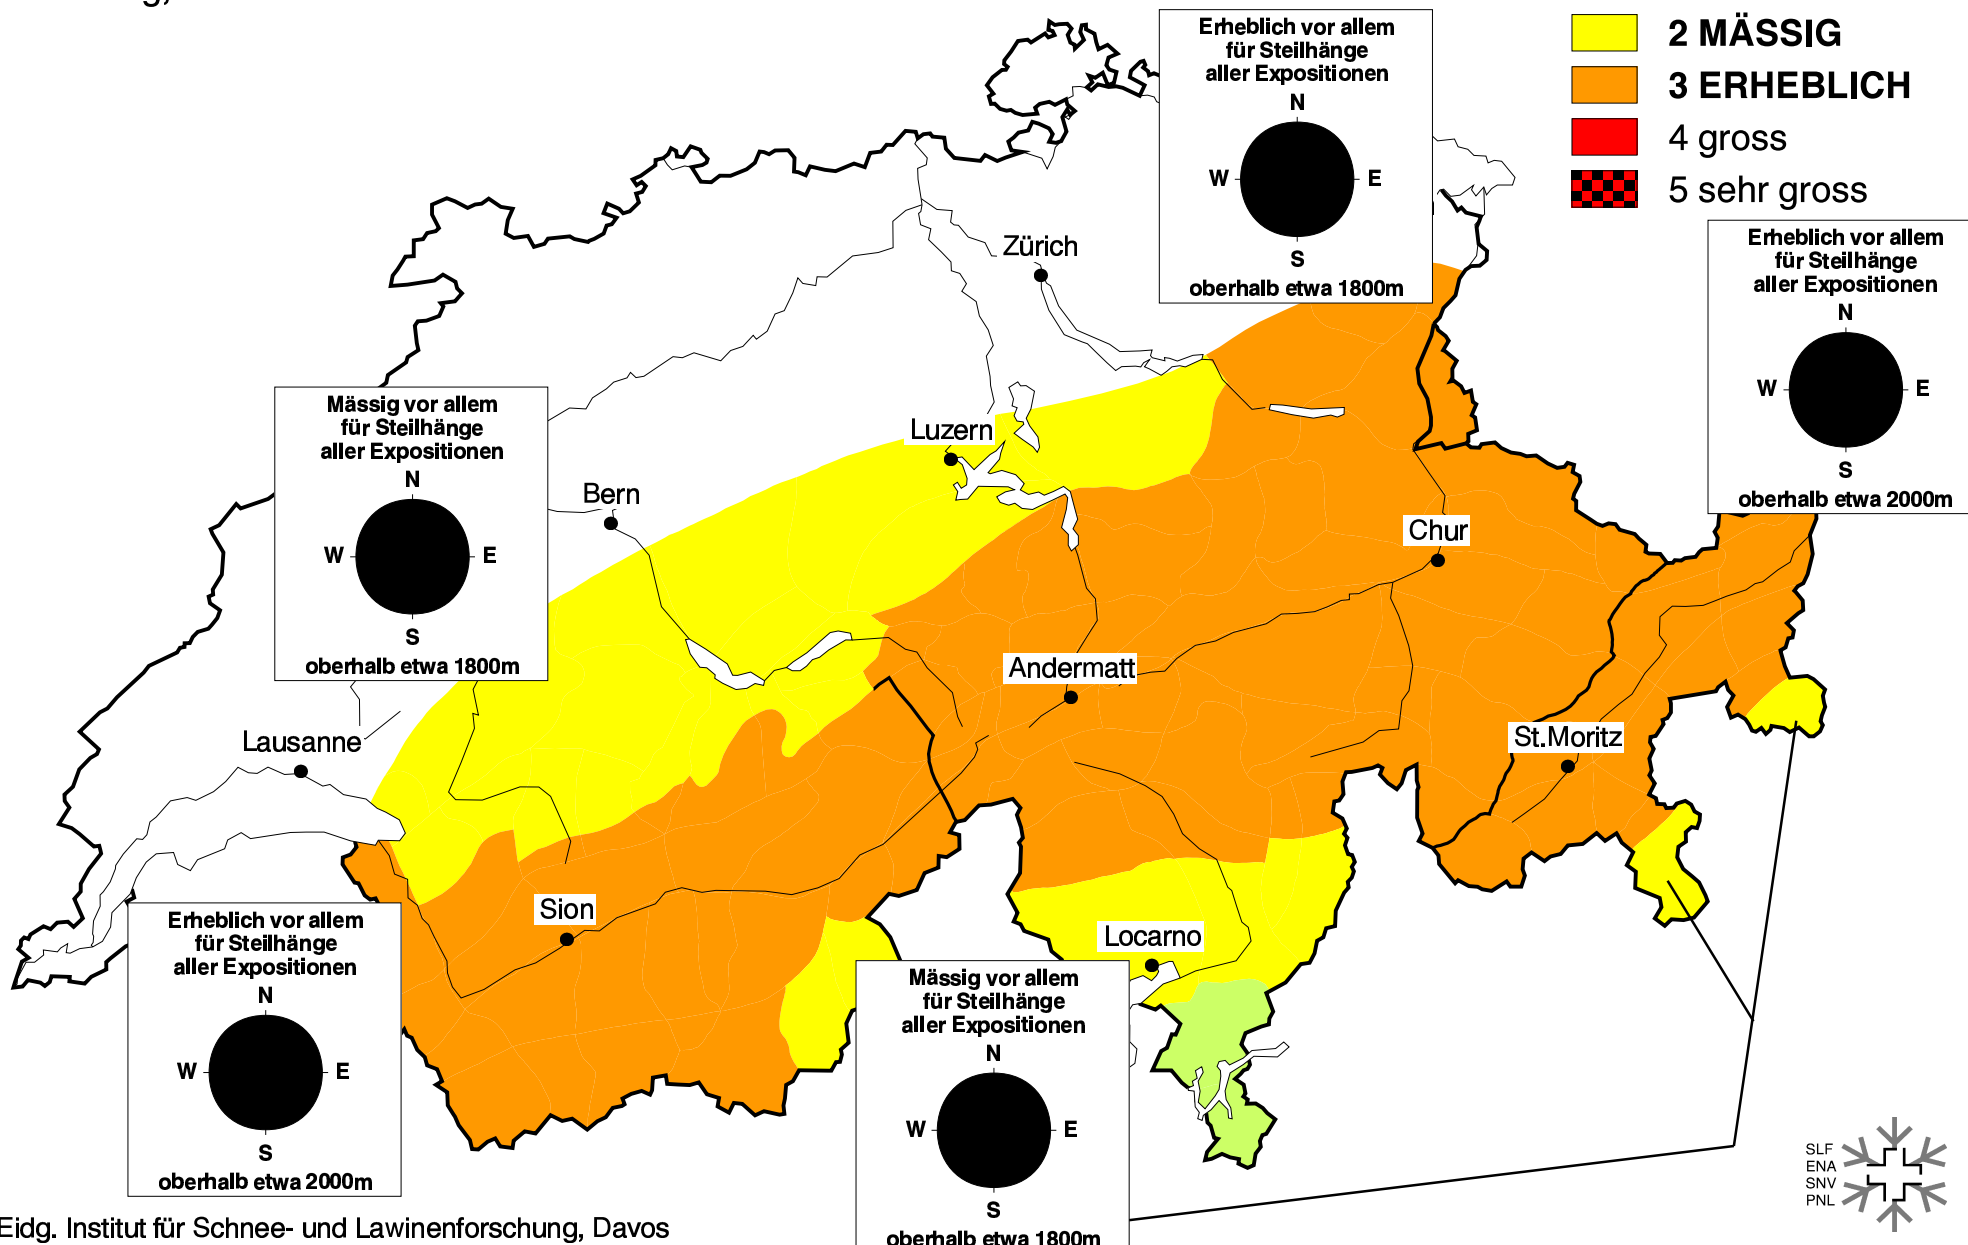 Erheblich vor allem
für Steilhänge
aller Expositionen
N
W
E
S
oberhalb etwa 1800m
2 MÄSSIG
3 ERHEBLICH
4 gross
5 sehr gross
Erheblich vor allem
für Steilhänge
aller Expositionen
N
W
E
S
oberhalb etwa 2000m
Zürich
Mässig vor allem
für Steilhänge
aller Expositionen
N
W
E
S
oberhalb etwa 1800m
Luzern
Bern
Chur
Andermatt
St.Moritz
Lausanne
Sion
Locarno
Erheblich vor allem
für Steilhänge
aller Expositionen
N
W
E
S
oberhalb etwa 2000m
Mässig vor allem
für Steilhänge
aller Expositionen
N
W
E
S
oberhalb etwa 1800m
SLF
ENA
SNV
PNL
Eidg. Institut für Schnee- und Lawinenforschung, Davos